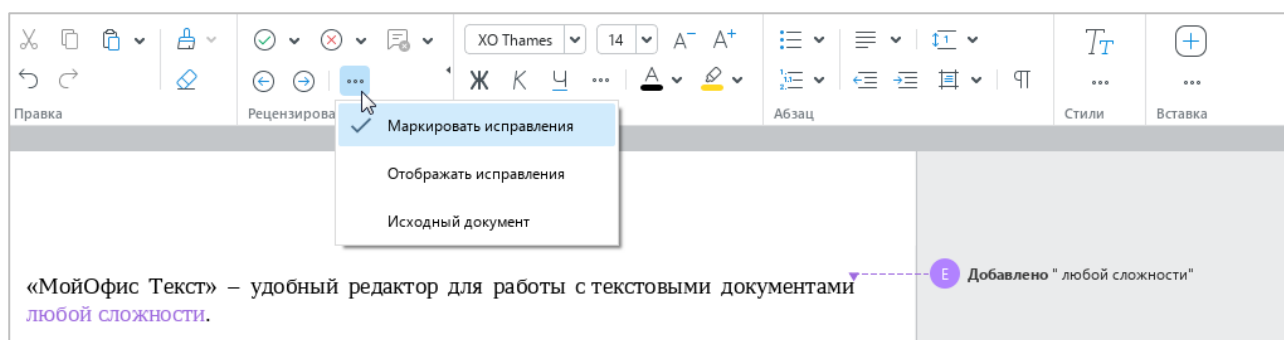 XO Thames 14 А⁻ А⁺
Ж К Ч
Правка Рецензирова Абзац Стили Вставка
Маркировать исправления
Отображать исправления
Исходный документ
Е Добавлено " любой сложности"
«МойОфис Текст» – удобный редактор для работы с текстовыми документами
любой сложности.